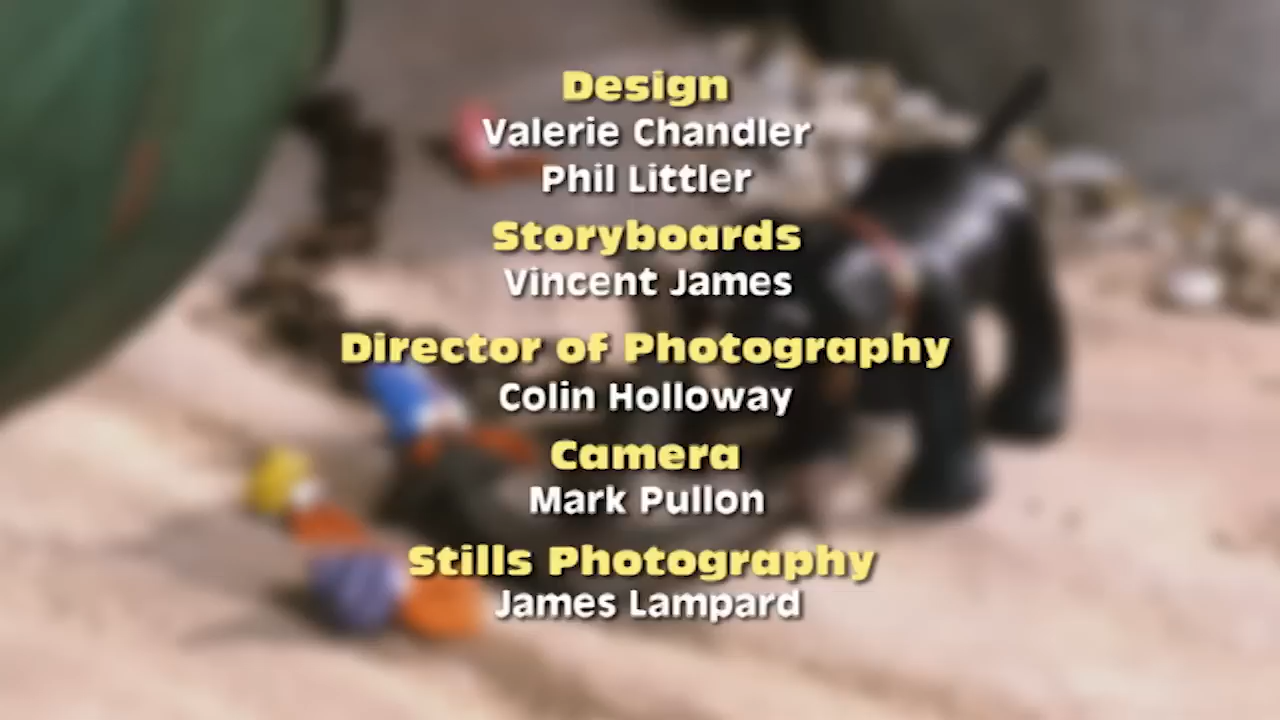 Design
Valerie Chandler
Phil Littler
Storyboards
Vincent James
Director of Photography
Colin Holloway
Camera
Mark Pullon
Stills Photography
James Lampard